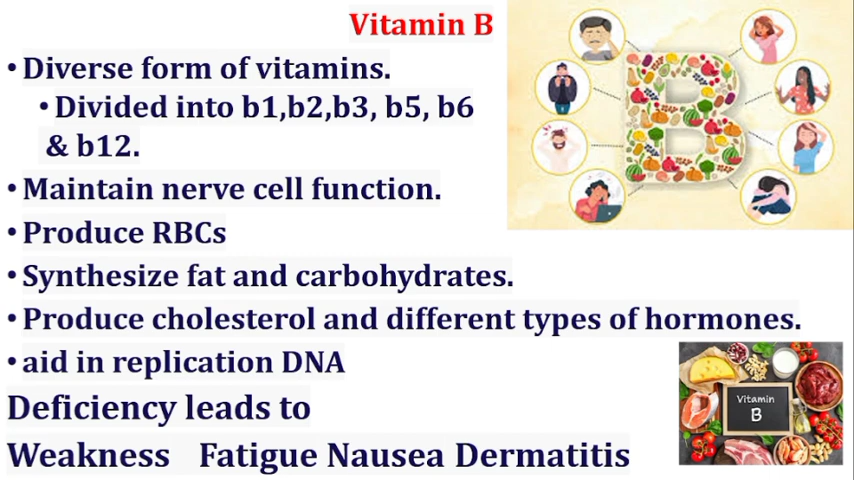 Vitamin B
• Diverse form of vitamins.
• Divided into b1,b2,b3, b5, b6
& b12.
• Maintain nerve cell function.
• Produce RBCs
• Synthesize fat and carbohydrates.
• Produce cholesterol and different types of hormones.
• aid in replication DNA
Deficiency leads to
Weakness Fatigue Nausea Dermatitis
B
Vitamin
B